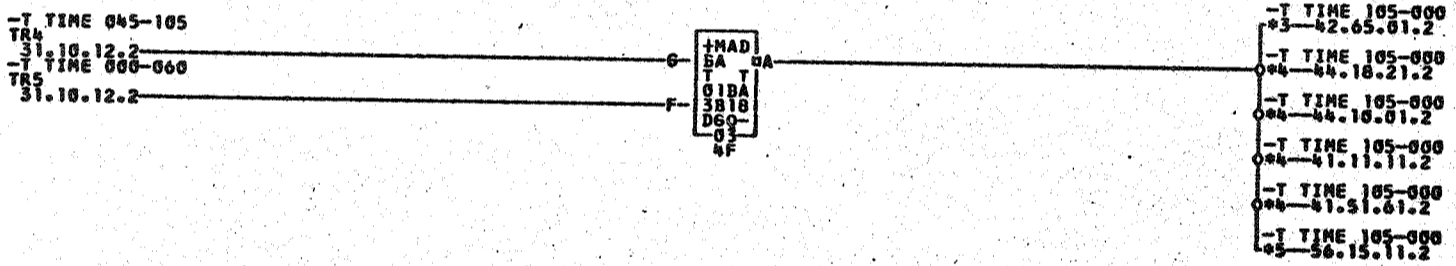 -T TIME 045-105
TR4
31.10.12.2
-T TIME 000-060
TR5
31.10.12.2
G
F
+MAD
5A
A
T T
01BA
3B18
D6Q-
03
4F
-T TIME 105-000
*3-42.65.01.2
-T TIME 105-000
*4-44.18.21.2
-T TIME 105-000
*4-44.10.01.2
-T TIME 105-000
*4-41.11.11.2
-T TIME 105-000
*4-41.51.61.2
-T TIME 105-000
*5-56.15.11.2